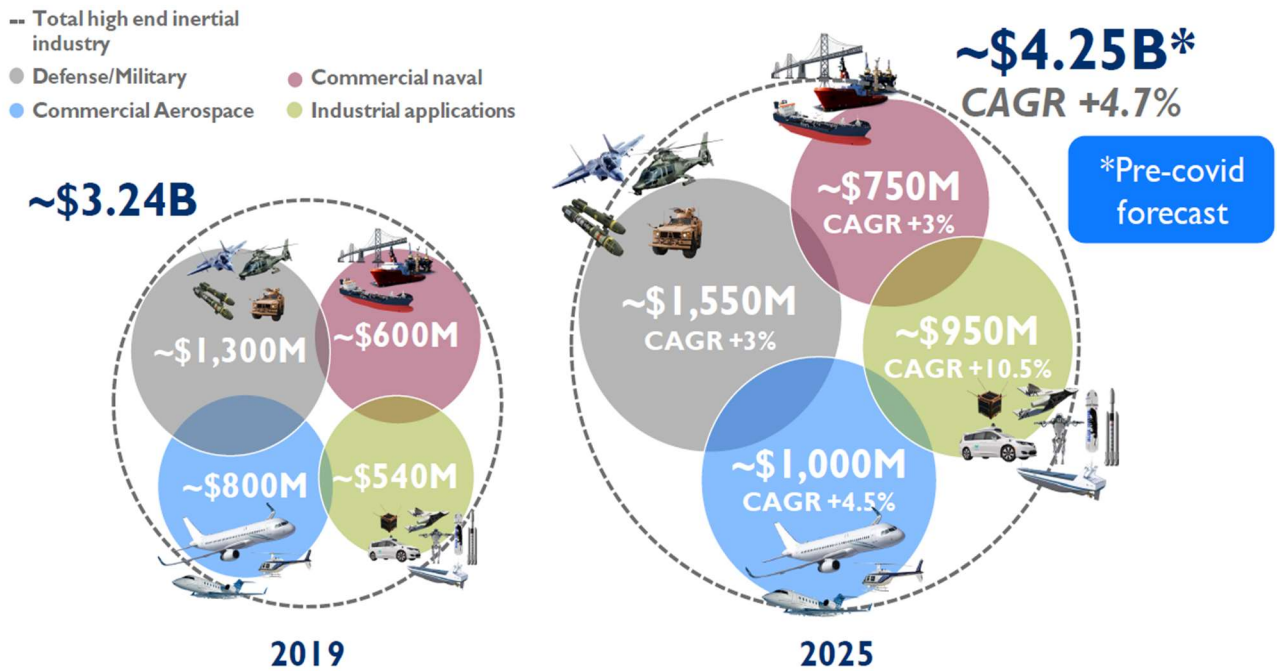 -- Total high end inertial
industry
Defense/Military
Commercial naval
Commercial Aerospace
Industrial applications
~$3.24B
~$1,300M
~$600M
~$800M
~$540M
2019
~$4.25B*
CAGR +4.7%
*Pre-covid
forecast
~$750M
CAGR +3%
~$1,550M
CAGR +3%
~$950M
CAGR +10.5%
~$1,000M
CAGR +4.5%
2025